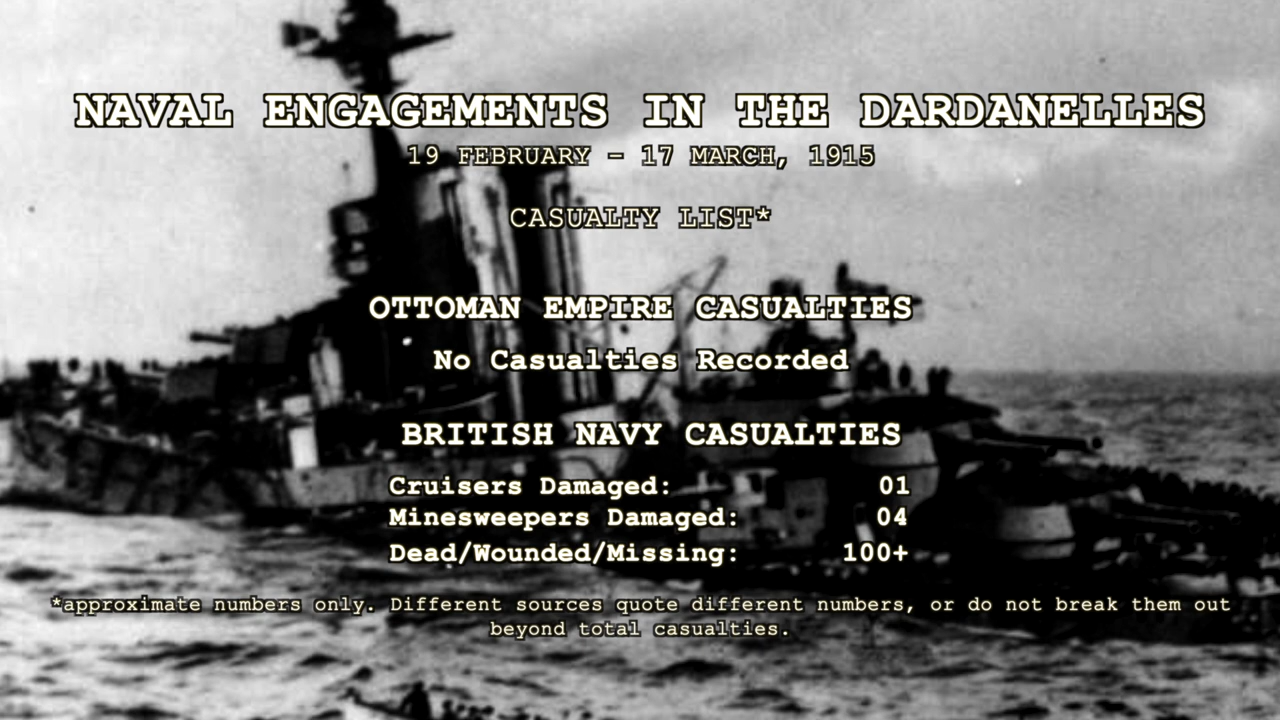 NAVAL ENGAGEMENTS IN THE DARDANELLES
19 FEBRUARY – 17 MARCH, 1915
CASUALTY LIST*
OTTOMAN EMPIRE CASUALTIES
No Casualties Recorded
BRITISH NAVY CASUALTIES
Cruisers Damaged: 01
Minesweepers Damaged: 04
Dead/Wounded/Missing: 100+
*approximate numbers only. Different sources quote different numbers, or do not break them out
beyond total casualties.